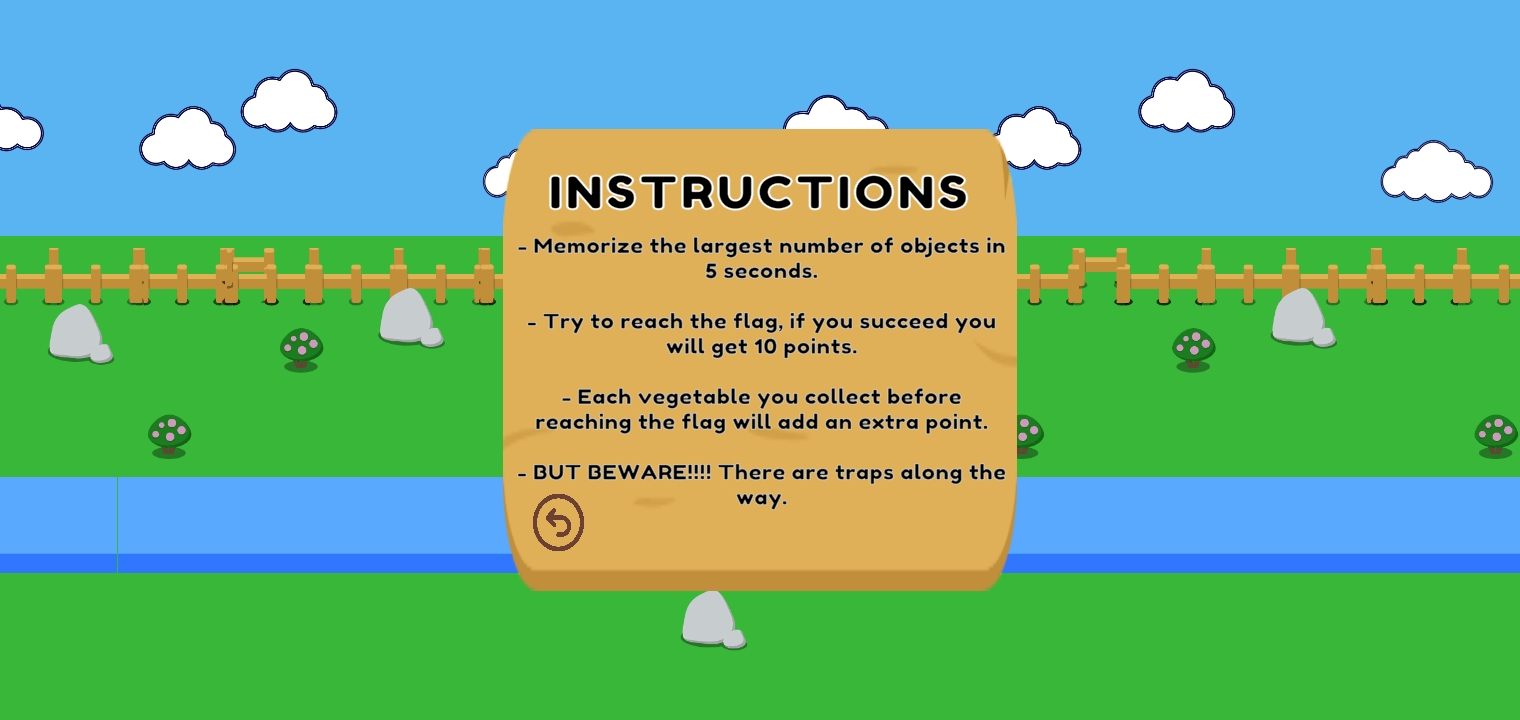 INSTRUCTIONS
- Memorize the largest number of objects in
5 seconds.
- Try to reach the flag, if you succeed you
will get 10 points.
- Each vegetable you collect before
reaching the flag will add an extra point.
- BUT BEWARE!!!! There are traps along the
way.